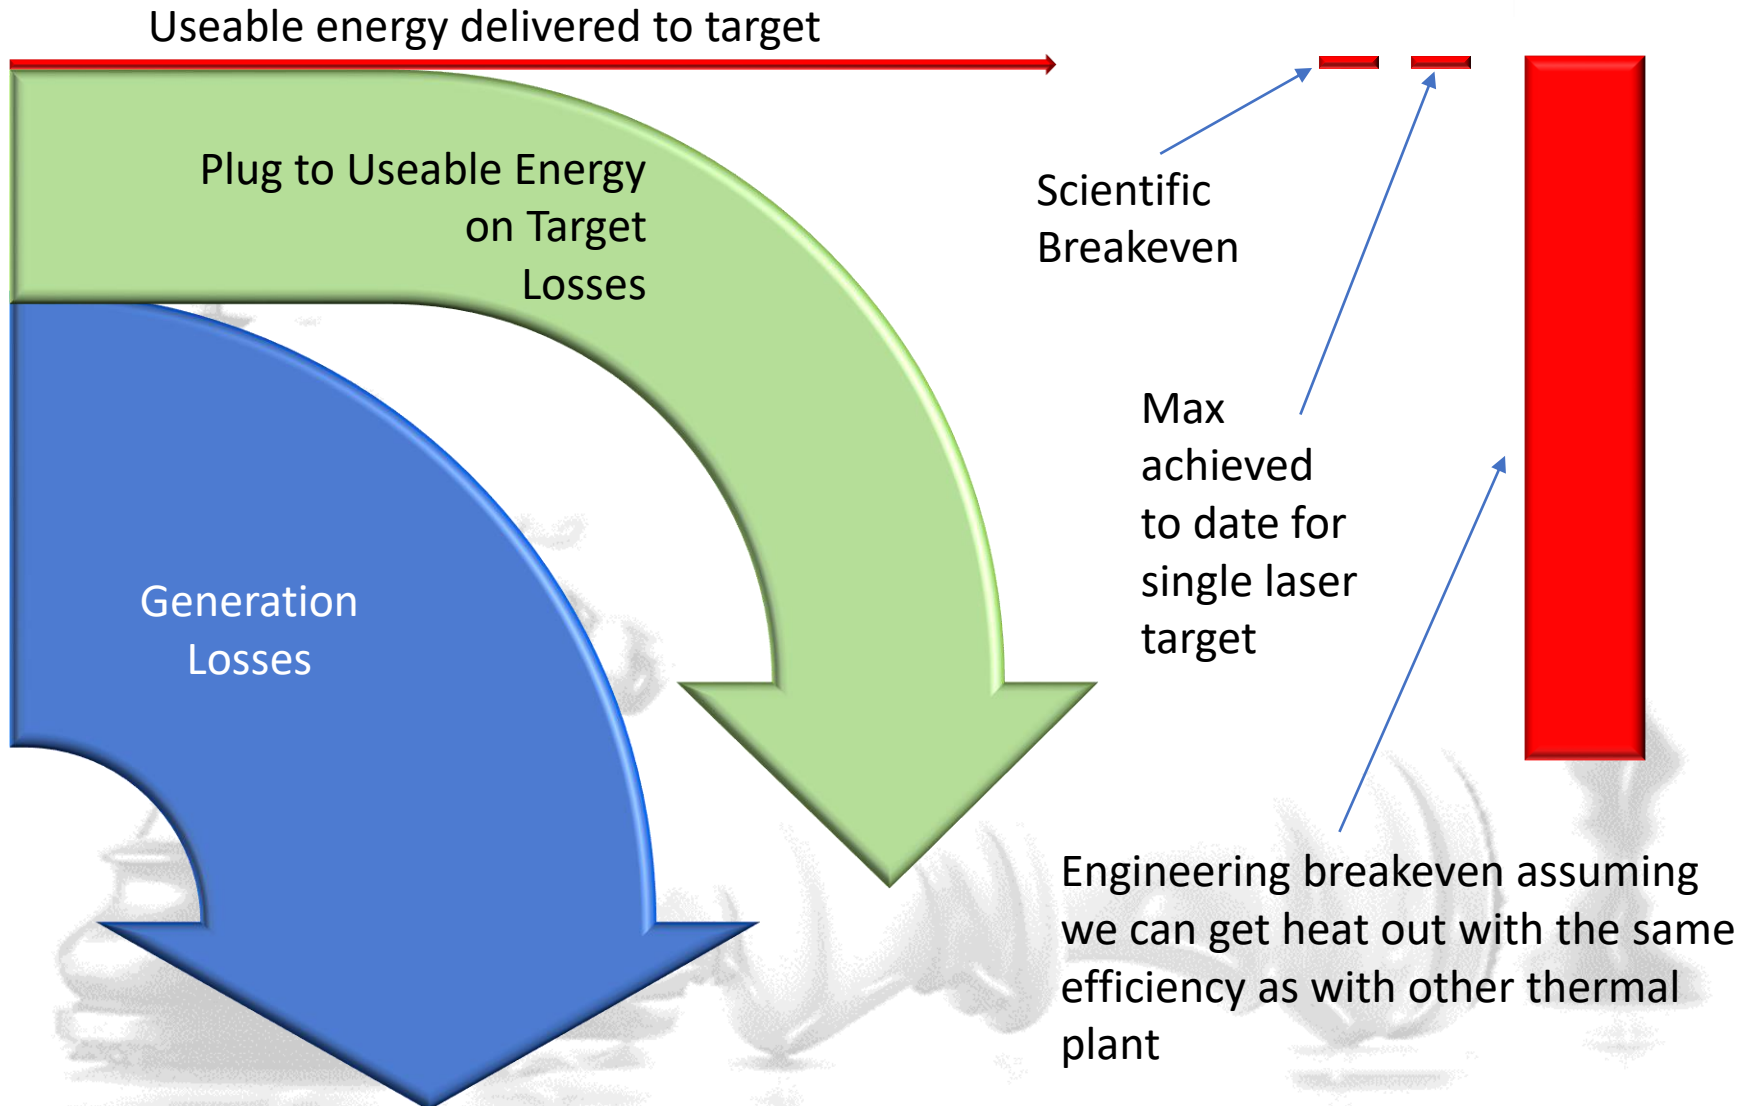 Useable energy delivered to target
Plug to Useable Energy
on Target
Losses
Generation
Losses
Scientific
Breakeven
Max
achieved
to date for
single laser
target
Engineering breakeven assuming
we can get heat out with the same
efficiency as with other thermal
plant